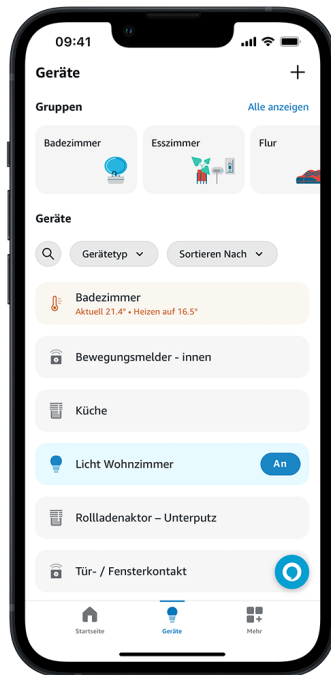 09:41
Geräte
Gruppen
Alle anzeigen
Badezimmer
Esszimmer
Flur
Geräte
Gerätetyp
Sortieren Nach
Badezimmer
Aktuell 21.4° • Heizen auf 16.5°
Bewegungsmelder - innen
Küche
Licht Wohnzimmer
An
Rollladenaktor – Unterputz
Tür- / Fensterkontakt
Startseite
Geräte
Mehr